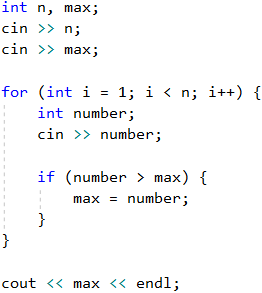 int n, max;
cin >> n;
cin >> max;

for (int i = 1; i < n; i++) {
    int number;
    cin >> number;

    if (number > max) {
        max = number;
    }
}

cout << max << endl;